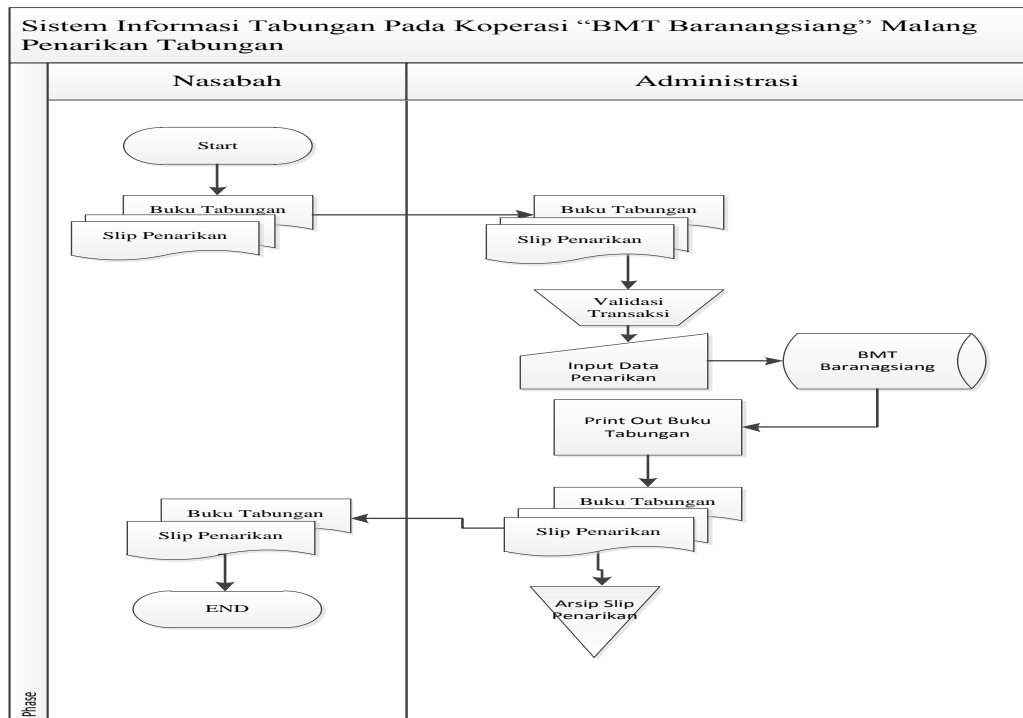 Sistem Informasi Tabungan Pada Koperasi “BMT Baranangsiang” Malang
Penarikan Tabungan
Nasabah
Administrasi
Start
Buku Tabungan
Slip Penarikan
Buku Tabungan
Slip Penarikan
Validasi
Transaksi
Input Data
Penarikan
BMT
Baranagsiang
Print Out Buku
Tabungan
Buku Tabungan
Slip Penarikan
Buku Tabungan
Slip Penarikan
END
Arsip Slip
Penarikan
Phase